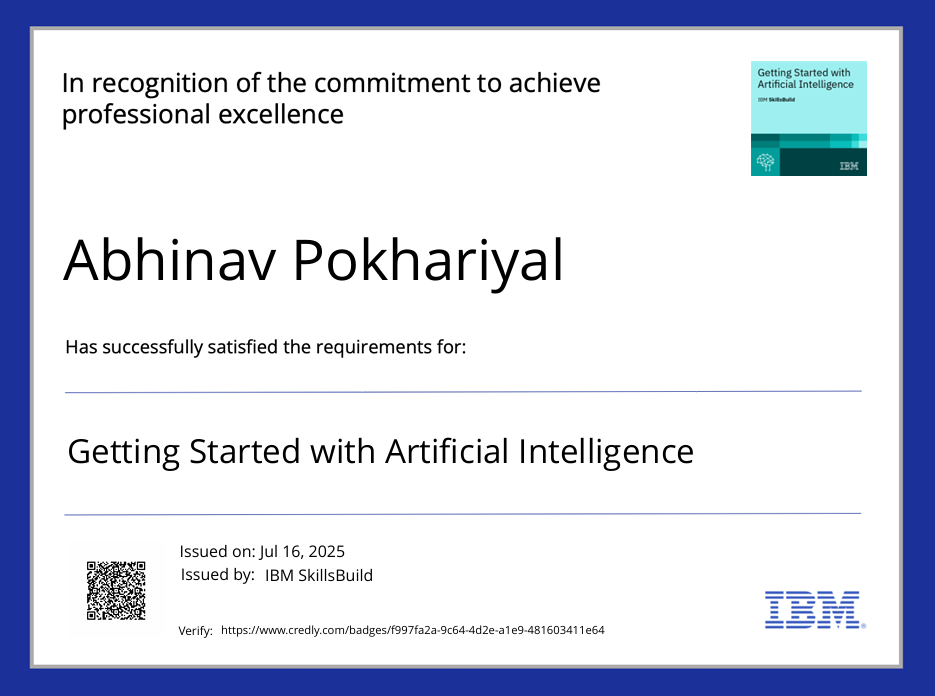 In recognition of the commitment to achieve
professional excellence
Getting Started with
Artificial Intelligence
IBM SkillsBuild
IBM
Abhinav Pokhariyal
Has successfully satisfied the requirements for:
Getting Started with Artificial Intelligence
Issued on: Jul 16, 2025
Issued by: IBM SkillsBuild
Verify: https://www.credly.com/badges/f997fa2a-9c64-4d2e-a1e9-481603411e64
IBM®